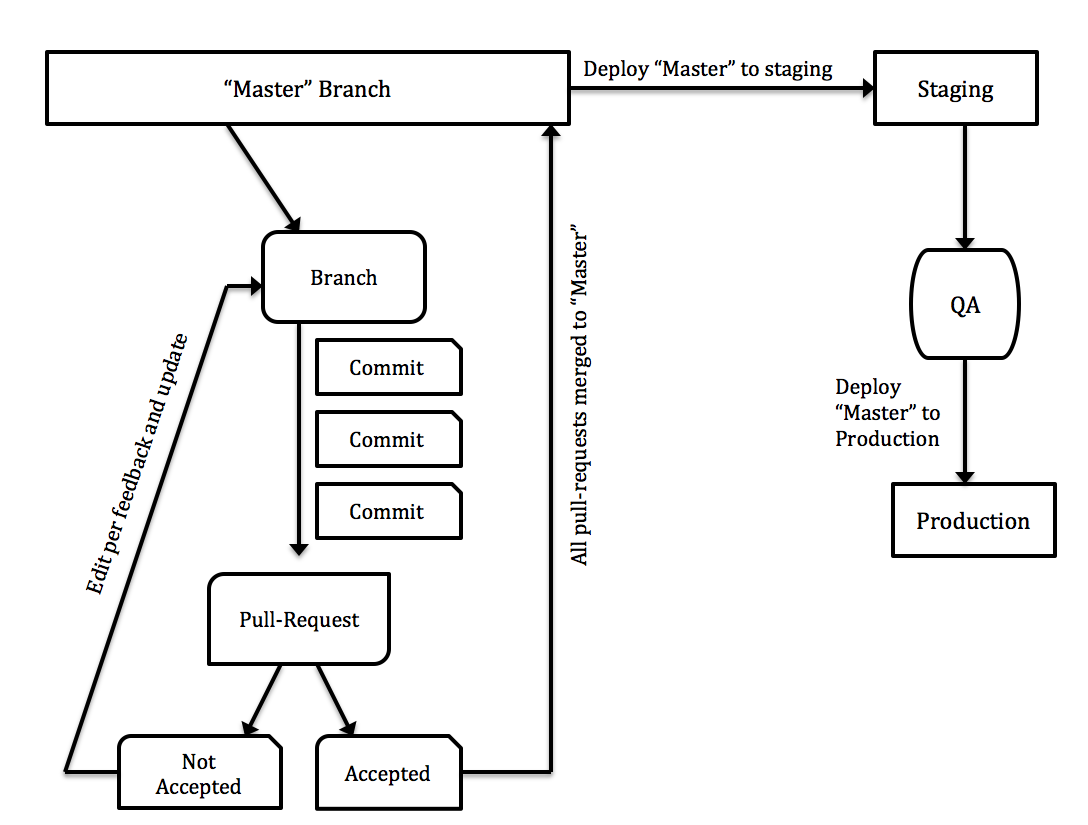 “Master” Branch
Deploy “Master” to staging
Staging
Branch
QA
Commit
Commit
Commit
Edit per feedback and update
All pull-requests merged to “Master”
Deploy
“Master” to
Production
Production
Pull-Request
Not
Accepted
Accepted